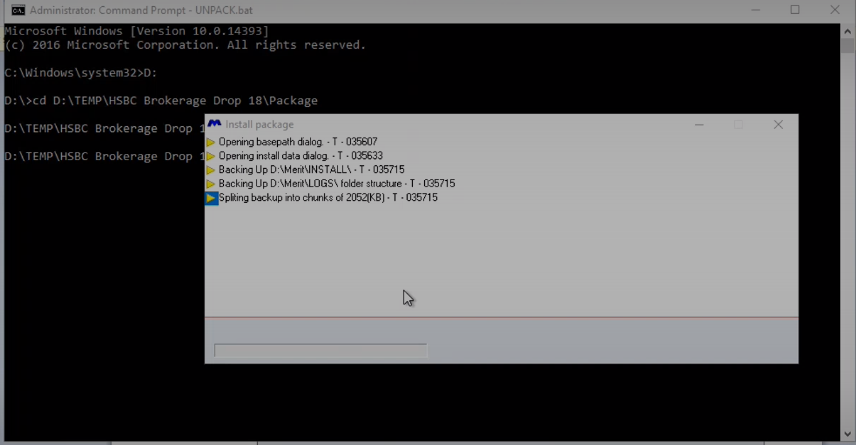 Administrator: Command Prompt - UNPACK.bat
Microsoft Windows [Version 10.0.14393]
(c) 2016 Microsoft Corporation. All rights reserved.
C:\Windows\system32>D:
D:\>cd D:\TEMP\HSBC Brokerage Drop 18\Package
D:\TEMP\HSBC Brokerage Drop 1
D:\TEMP\HSBC Brokerage Drop 1
Install package
Opening basepath dialog. - T - 035607
Opening install data dialog. - T - 035633
Backing Up D:\Merit\INSTALL\ - T - 035715
Backing Up D:\Merit\LOGS\ folder structure - T - 035715
Spliting backup into chunks of 2052(KB) - T - 035715